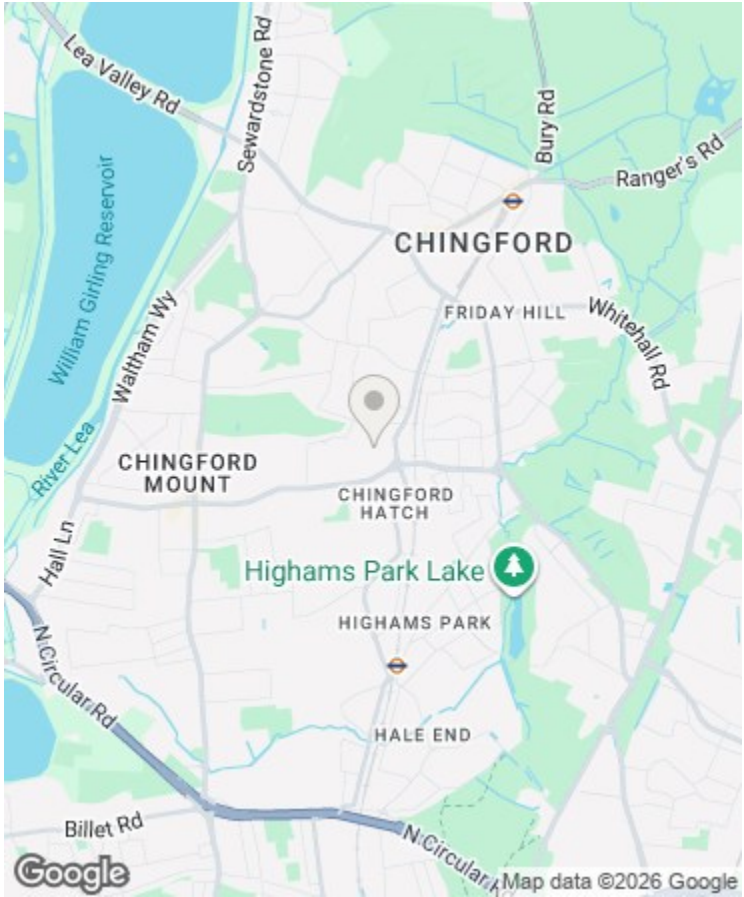 Lea Valley Rd
Sewardstone Rd
Bury Rd
Ranger's Rd
CHINGFORD
William Girling Reservoir
Waltham Wy
FRIDAY HILL
Whitehall Rd
River Lea
CHINGFORD
MOUNT
CHINGFORD
HATCH
Hall Ln
Highams Park Lake
HIGHAMS PARK
N Circular Rd
HALE END
Billet Rd
N Circular
Google
Map data ©2026 Google